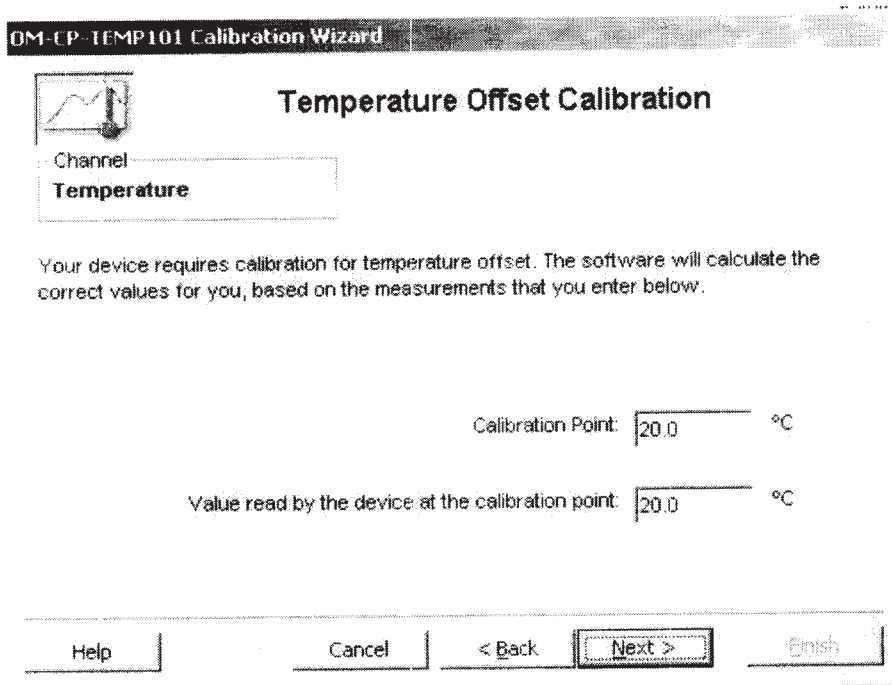 OM-CP-TEMP101 Calibration Wizard
Temperature Offset Calibration
Channel
Temperature
Your device requires calibration for temperature offset. The software will calculate the
correct values for you, based on the measurements that you enter below.
Calibration Point: 20.0 °C
Value read by the device at the calibration point: 20.0 °C
Help Cancel < Back Next > Finish